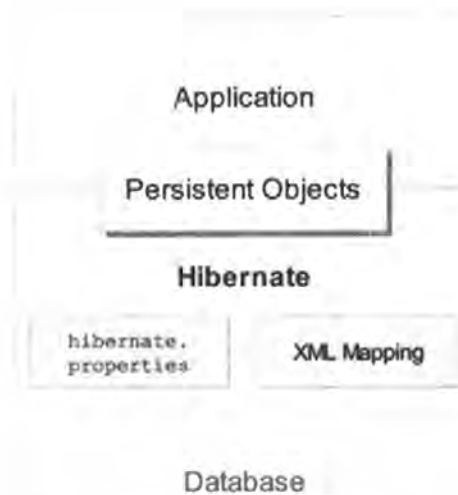 Application
Persistent Objects
Hibernate
hibernate.
properties
XML Mapping
Database